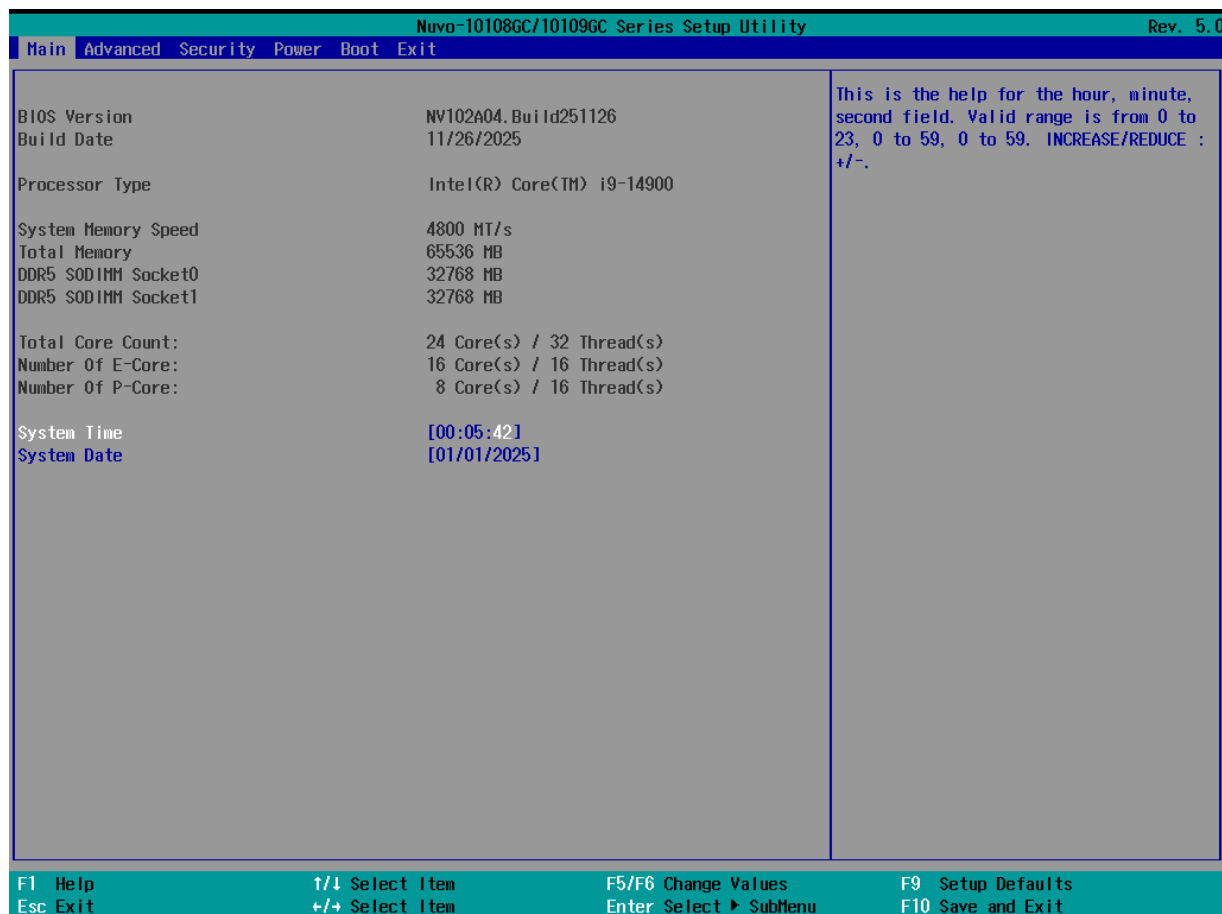 Nuvo-10108GC/10109GC Series Setup Utility Rev. 5.0
Main Advanced Security Power Boot Exit
This is the help for the hour, minute,
second field. Valid range is from 0 to
23, 0 to 59, 0 to 59. INCREASE/REDUCE :
+/-.
BIOS Version NV102A04.Build251126
Build Date 11/26/2025
Processor Type Intel(R) Core(TM) i9-14900
System Memory Speed 4800 MT/s
Total Memory 65536 MB
DDR5 SODIMM Socket0 32768 MB
DDR5 SODIMM Socket1 32768 MB
Total Core Count: 24 Core(s) / 32 Thread(s)
Number Of E-Core: 16 Core(s) / 16 Thread(s)
Number Of P-Core: 8 Core(s) / 16 Thread(s)
System Time [00:05:42]
System Date [01/01/2025]
F1 Help ↑/↓ Select Item F5/F6 Change Values F9 Setup Defaults
Esc Exit ←/→ Select Item Enter Select ▶ SubMenu F10 Save and Exit